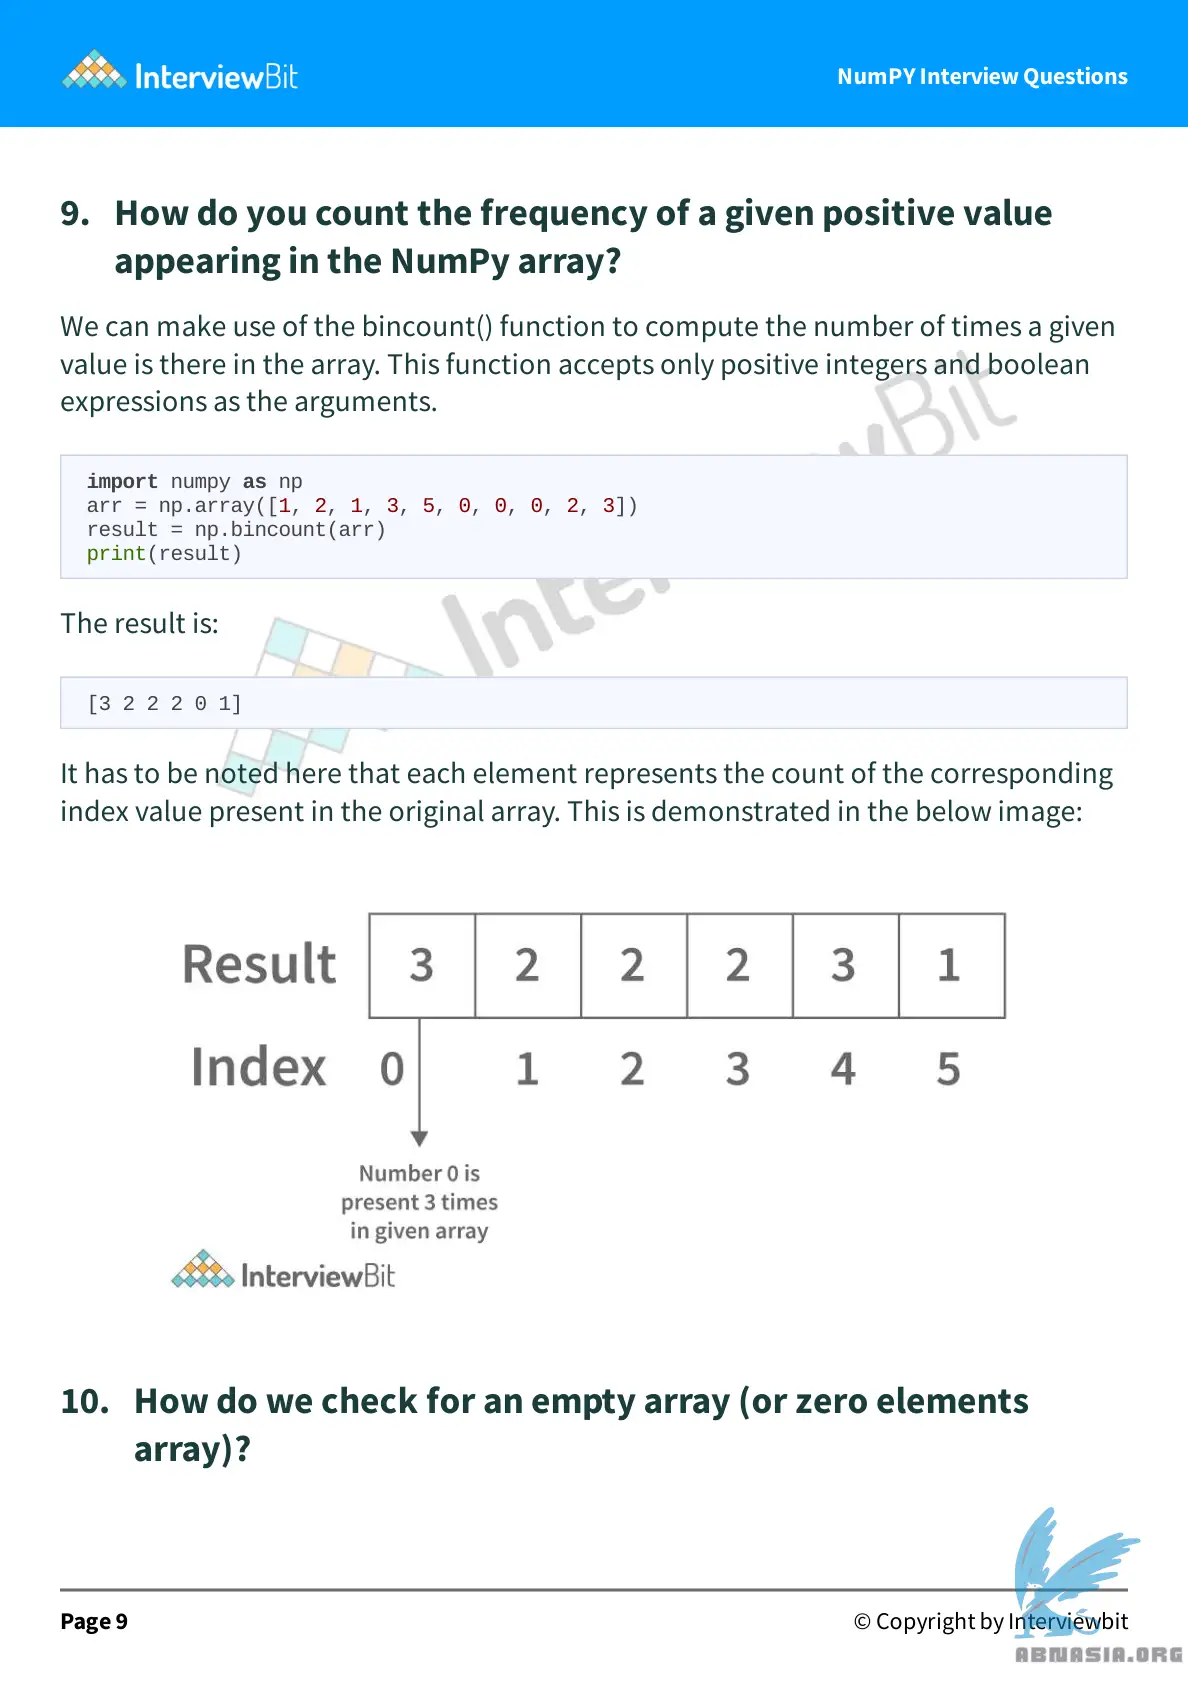 InterviewBit
NumPY Interview Questions
9. How do you count the frequency of a given positive value
appearing in the NumPy array?
We can make use of the bincount() function to compute the number of times a given
value is there in the array. This function accepts only positive integers and boolean
expressions as the arguments.
import numpy as np
arr = np.array([1, 2, 1, 3, 5, 0, 0, 0, 2, 3])
result = np.bincount(arr)
print(result)
The result is:
[3 2 2 2 0 1]
It has to be noted here that each element represents the count of the corresponding
index value present in the original array. This is demonstrated in the below image:
Result 3 2 2 2 3 1
Index 0 1 2 3 4 5
Number 0 is
present 3 times
in given array
InterviewBit
10. How do we check for an empty array (or zero elements
array)?
Page 9
© Copyright by Interviewbit
ABNASIA.ORG